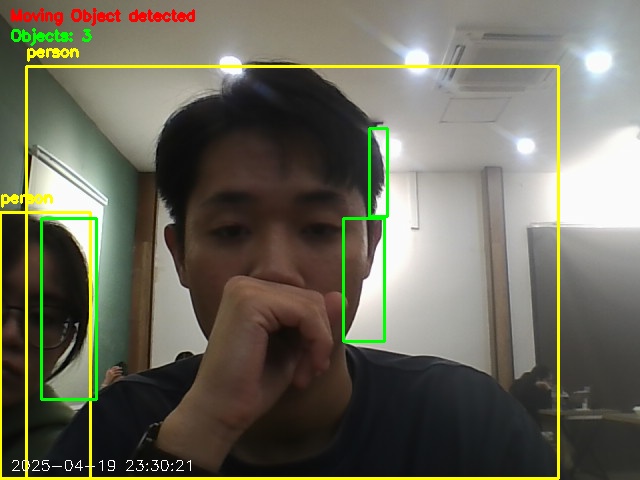 Moving Object detected
Objects: 3
person
person
2025-04-19 23:30:21